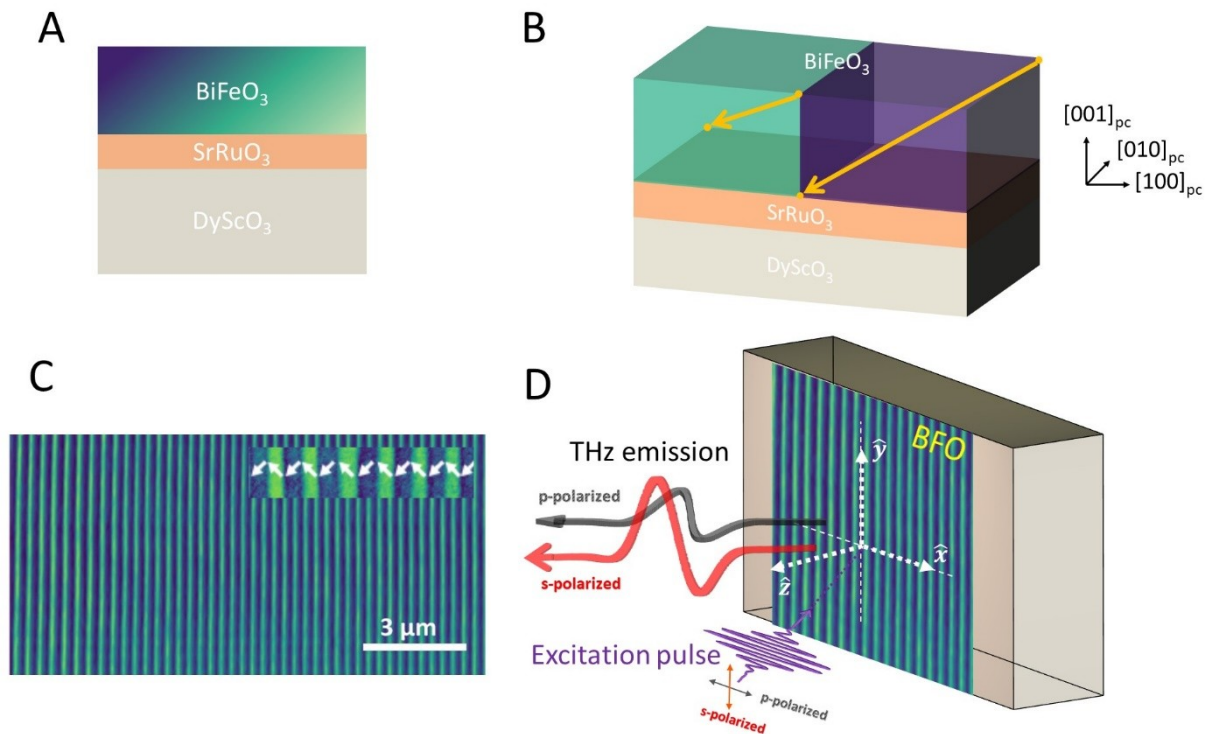 A
BiFeO₃
SrRuO₃
DyScO₃
B
BiFeO₃
SrRuO₃
DyScO₃
[001]pc
[010]pc
[100]pc
C
3 μm
D
THz emission
p-polarized
s-polarized
BFO
ŷ
x̂
ẑ
Excitation pulse
p-polarized
s-polarized